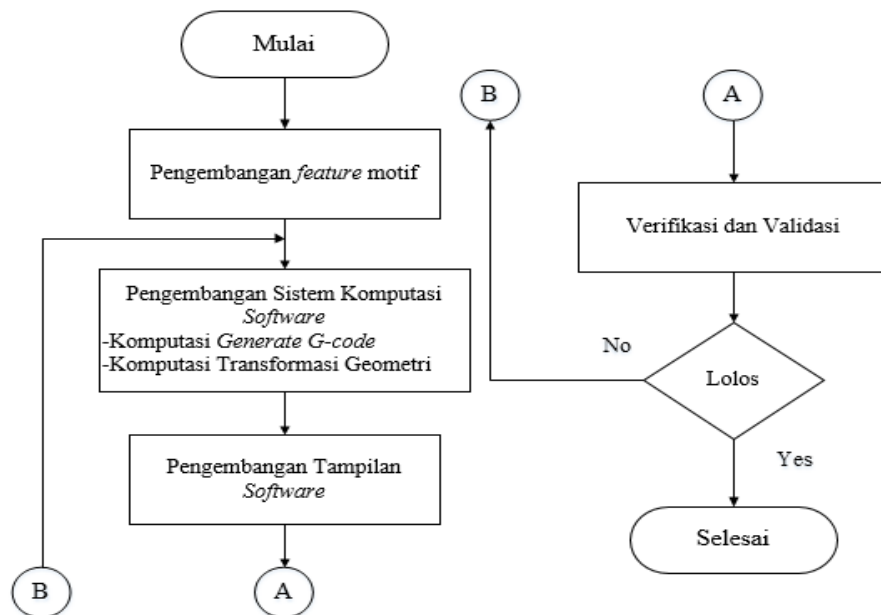 Mulai
Pengembangan feature motif
Pengembangan Sistem Komputasi
Software
-Komputasi Generate G-code
-Komputasi Transformasi Geometri
Pengembangan Tampilan
Software
B
A
B
A
Verifikasi dan Validasi
No
Lolos
Yes
Selesai